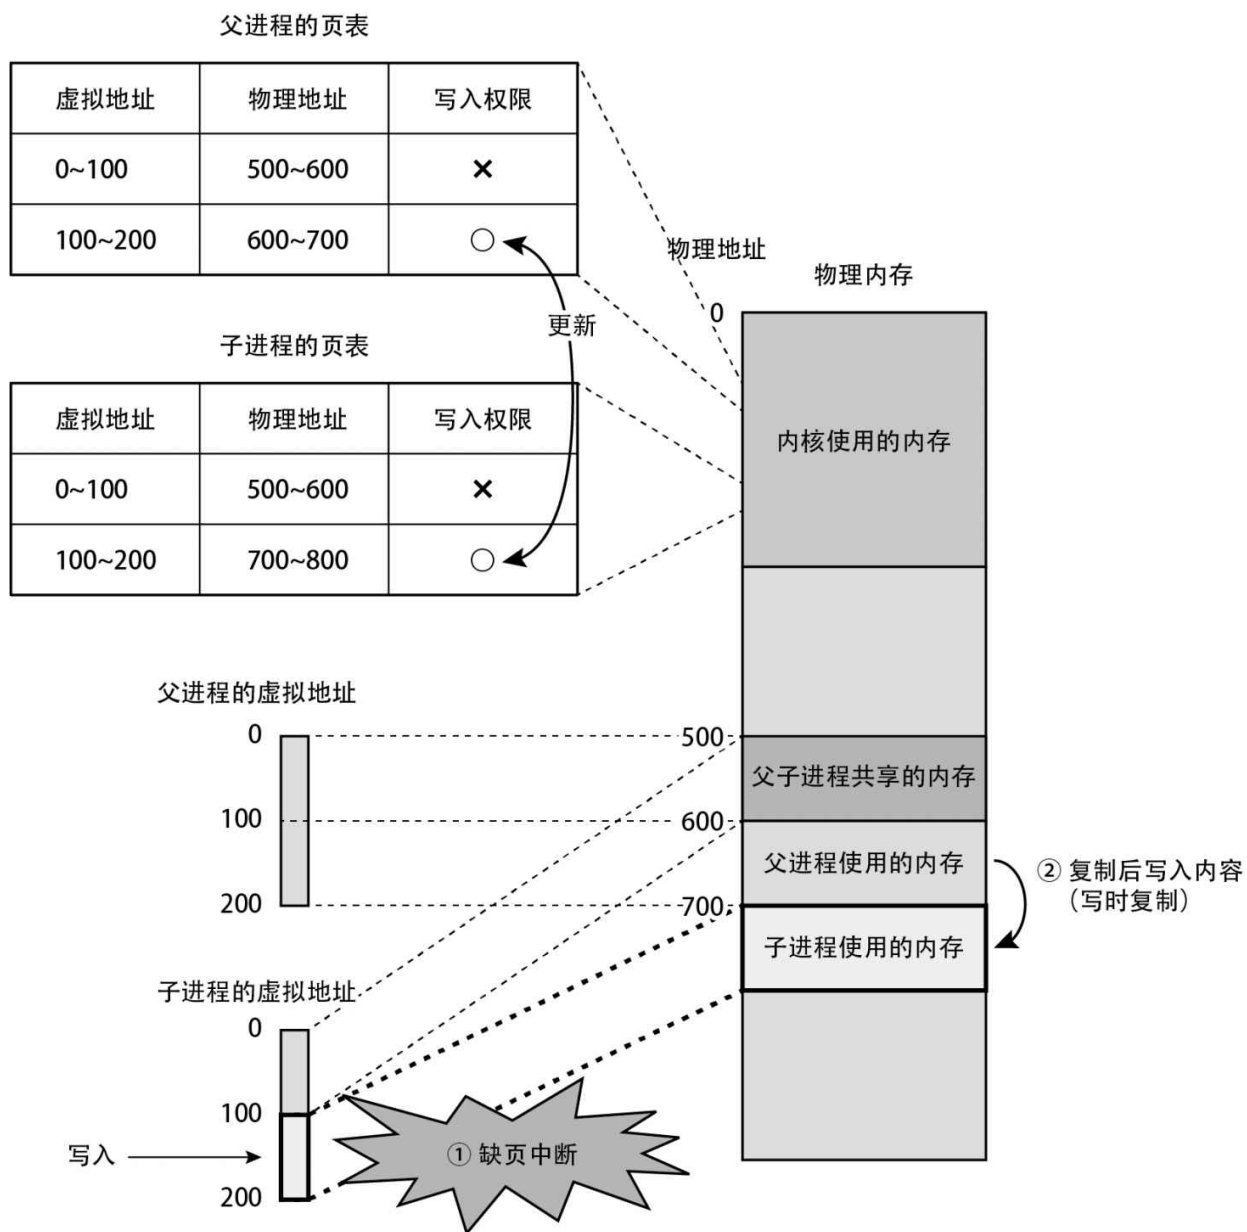 父进程的页表
虚拟地址 物理地址 写入权限
0~100 500~600 ×
100~200 600~700 ○
更新
子进程的页表
虚拟地址 物理地址 写入权限
0~100 500~600 ×
100~200 700~800 ○
物理地址
物理内存
0
内核使用的内存
500
父子进程共享的内存
600
父进程使用的内存
700
子进程使用的内存
② 复制后写入内容
（写时复制）
父进程的虚拟地址
0
100
200
子进程的虚拟地址
0
100
写入
200
① 缺页中断